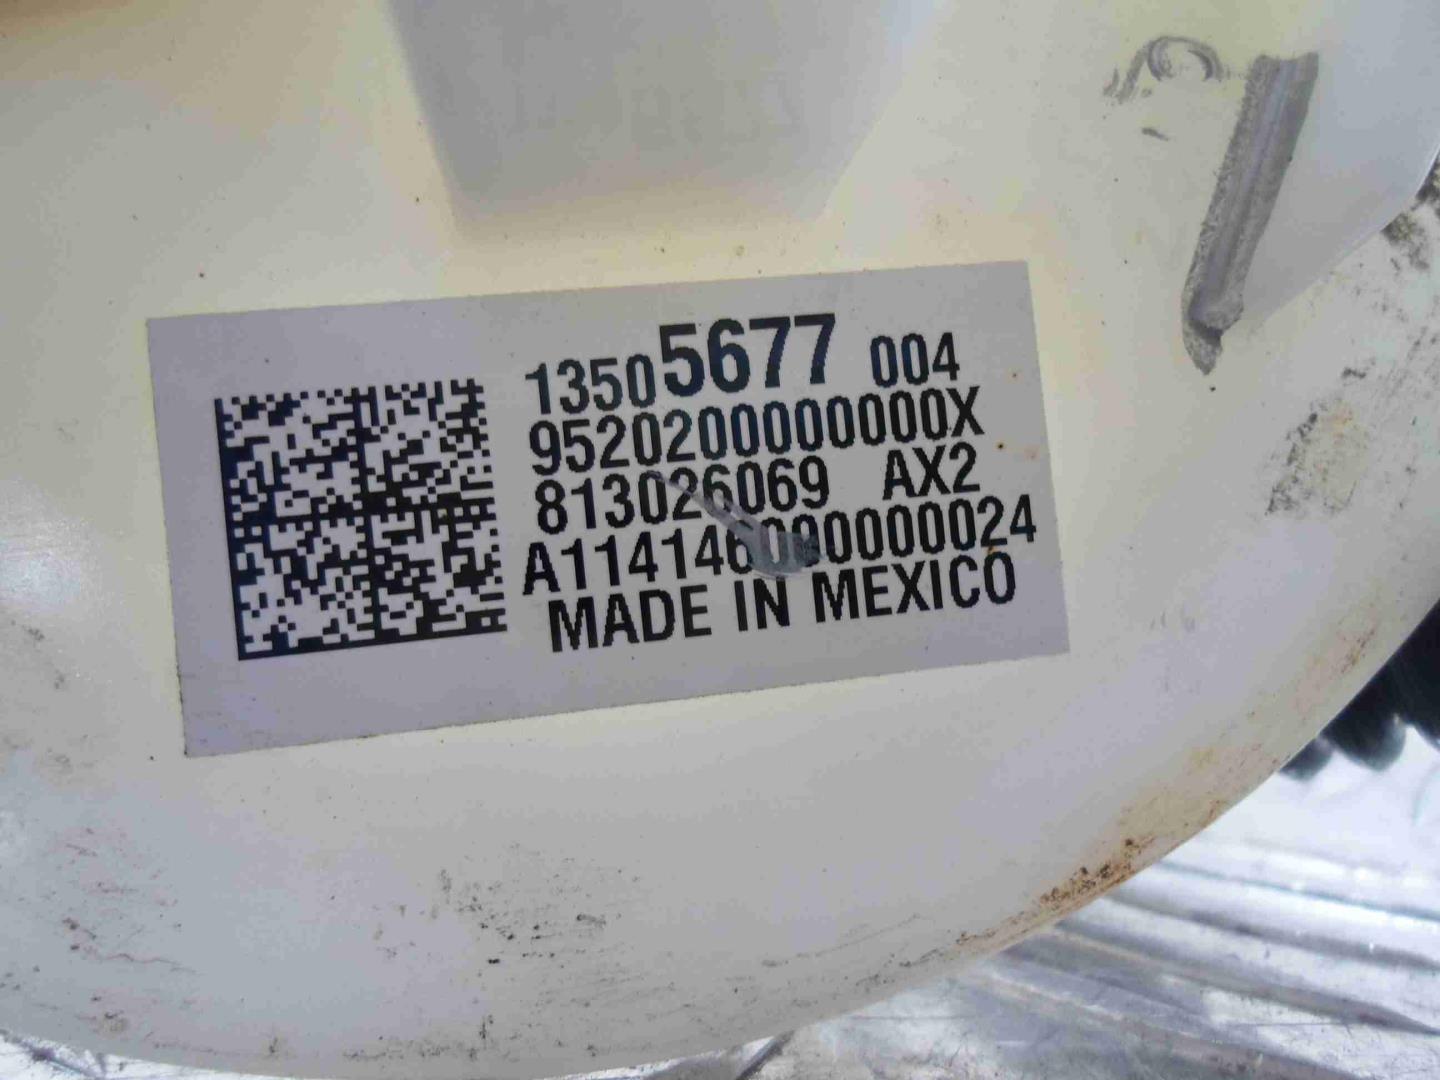 13505677 004
9520200000000X
813026069 AX2
MADE IN MEXICO